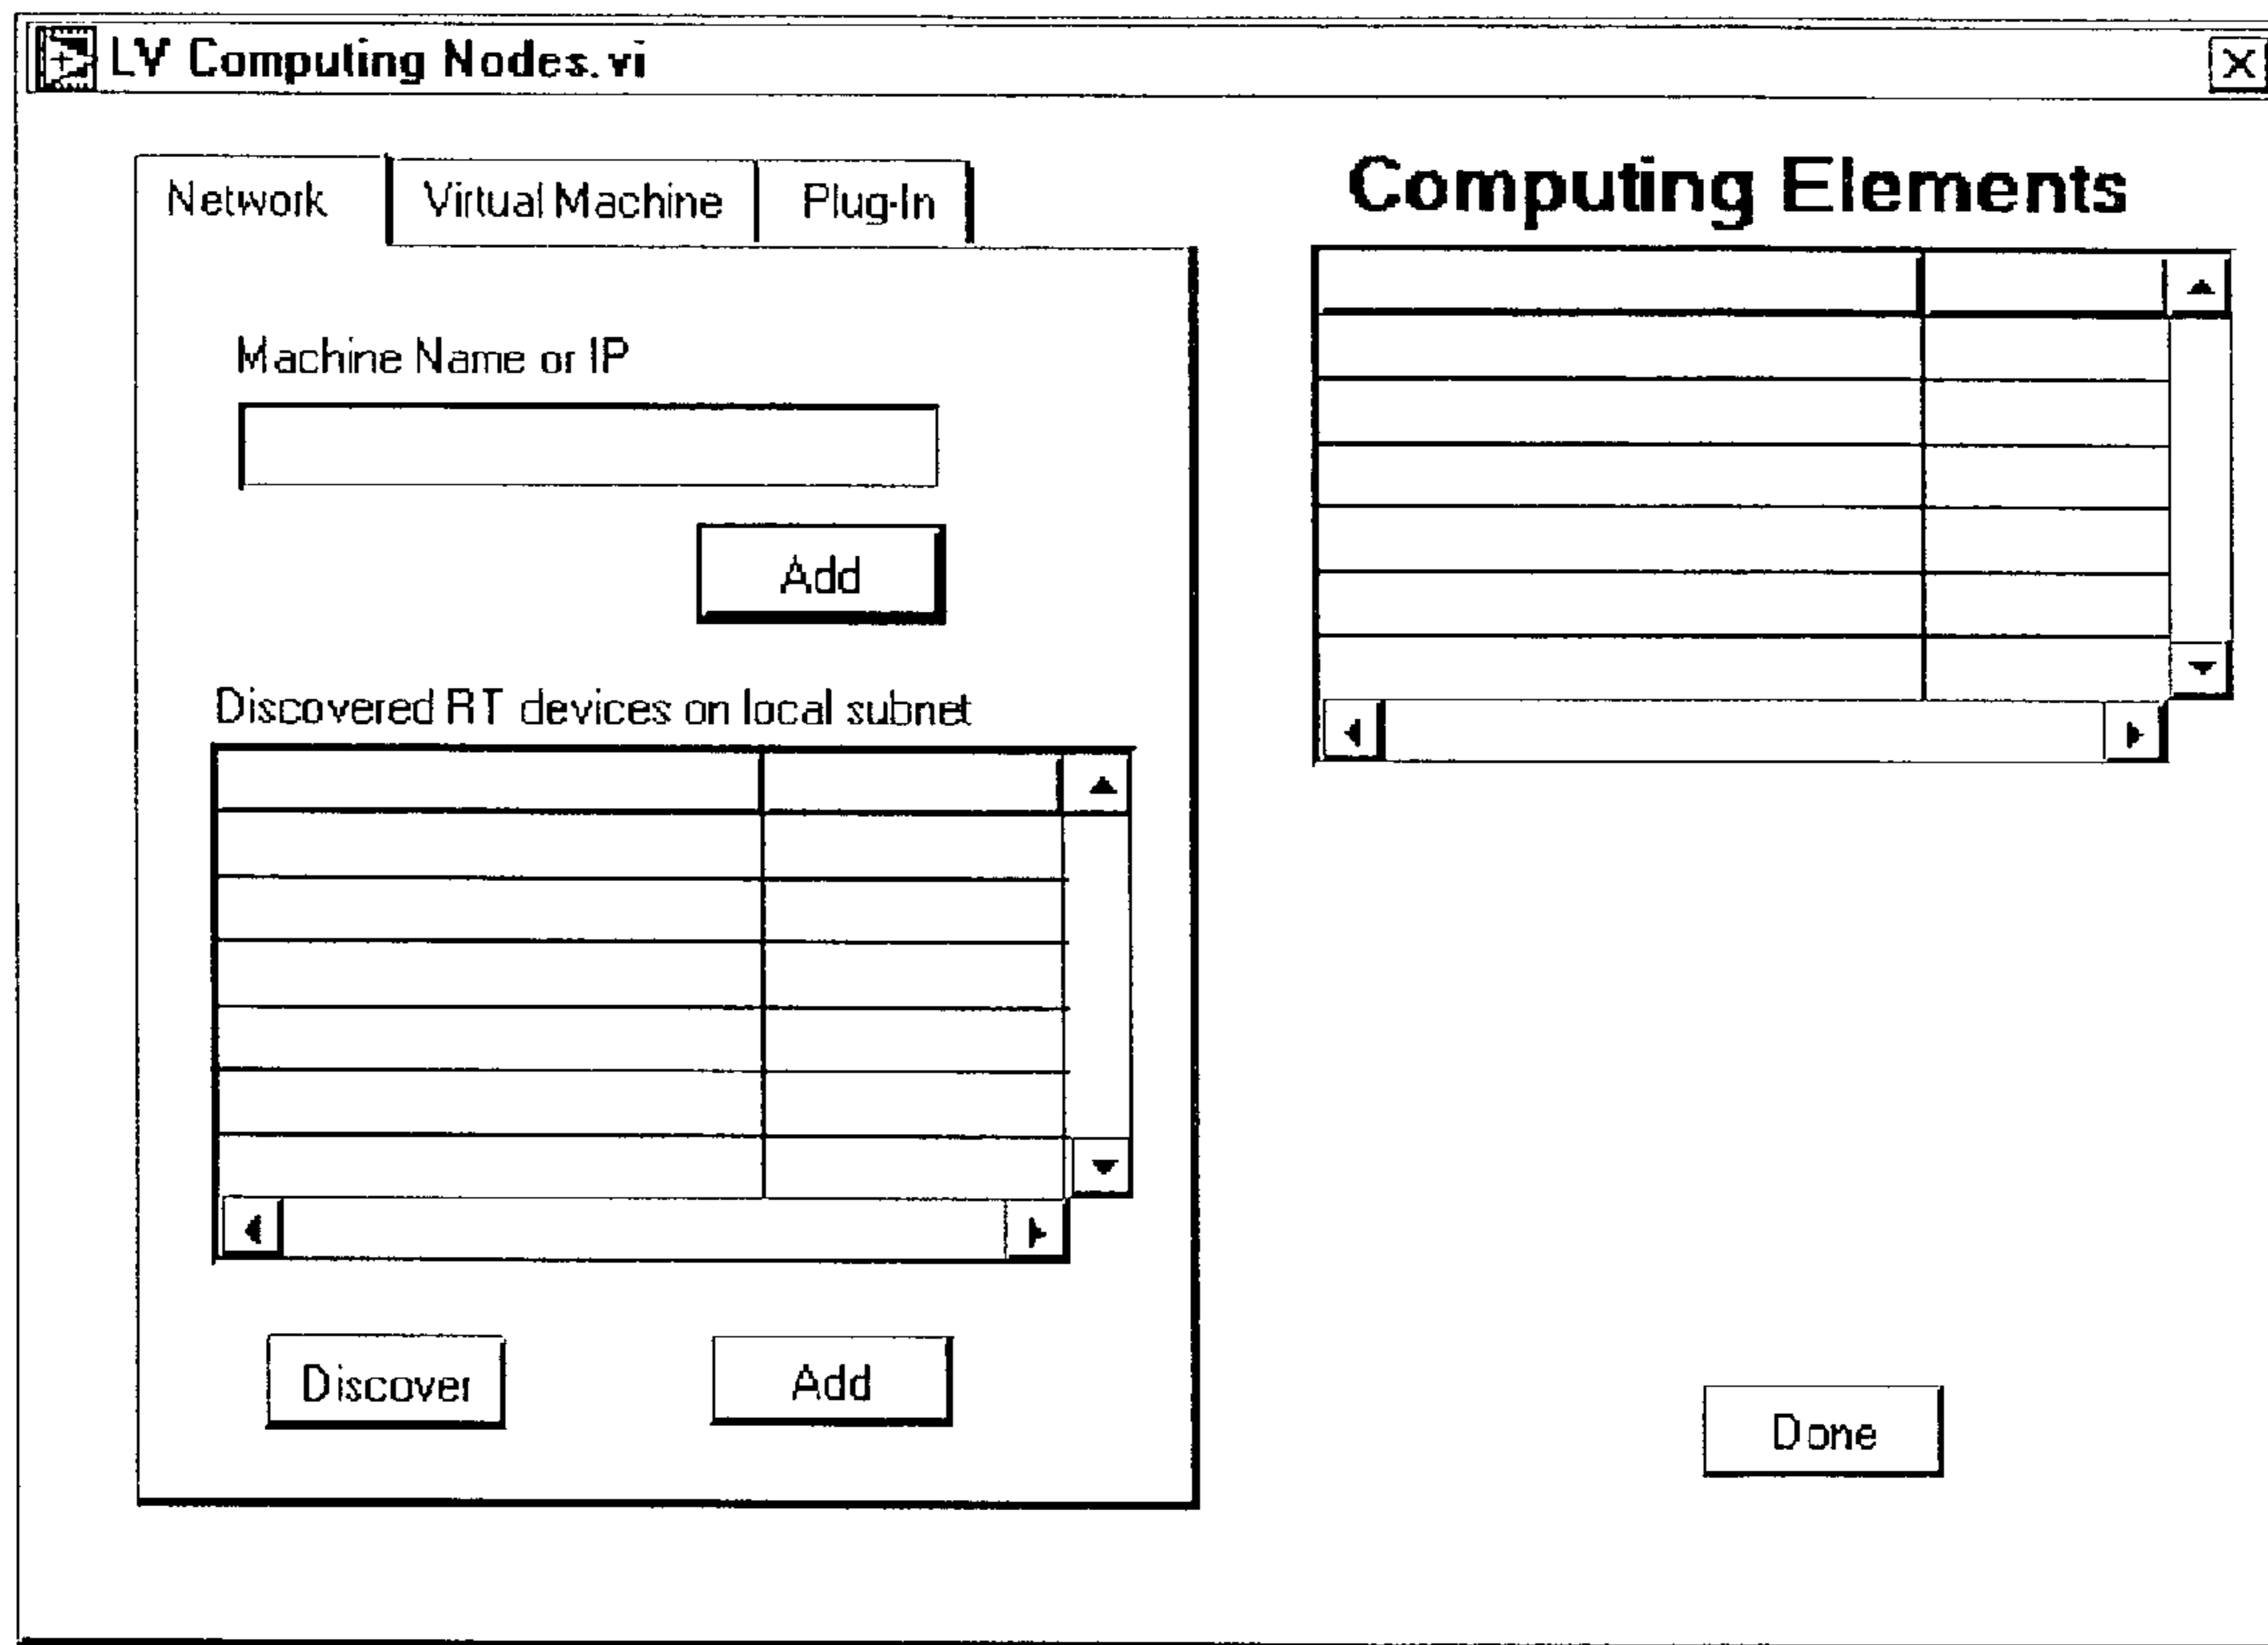 LV Computing Nodes.vi
Network Virtual Machine Plug-In
Machine Name or IP
Add
Discovered RT devices on local subnet
Discover Add
Computing Elements
Done